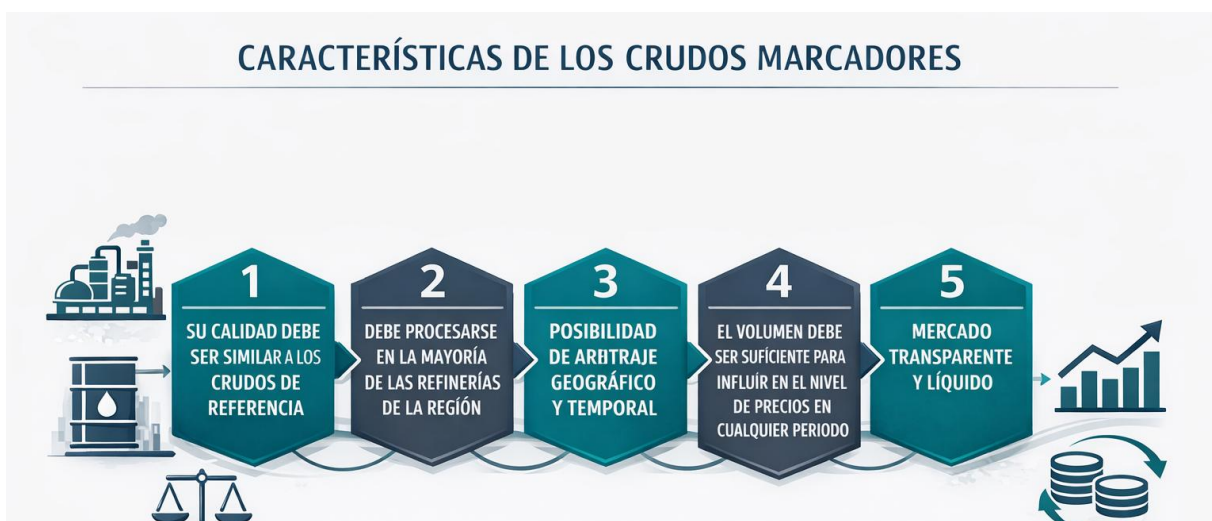 CARACTERÍSTICAS DE LOS CRUDOS MARCADORES
1
SU CALIDAD DEBE
SER SIMILAR A LOS
CRUDOS DE
REFERENCIA
2
DEBE PROCESARSE
EN LA MAYORÍA
DE LAS REFINERÍAS
DE LA REGIÓN
3
POSIBILIDAD
DE ARBITRAJE
GEOGRÁFICO
Y TEMPORAL
4
EL VOLUMEN DEBE
SER SUFÍCIENTE PARA
INFLUÍR EN EL NIVEL
DE PRECIOS EN
CUALQUIER PERIODO
5
MERCADO
TRANSPARENTE
Y LÍQUIDO